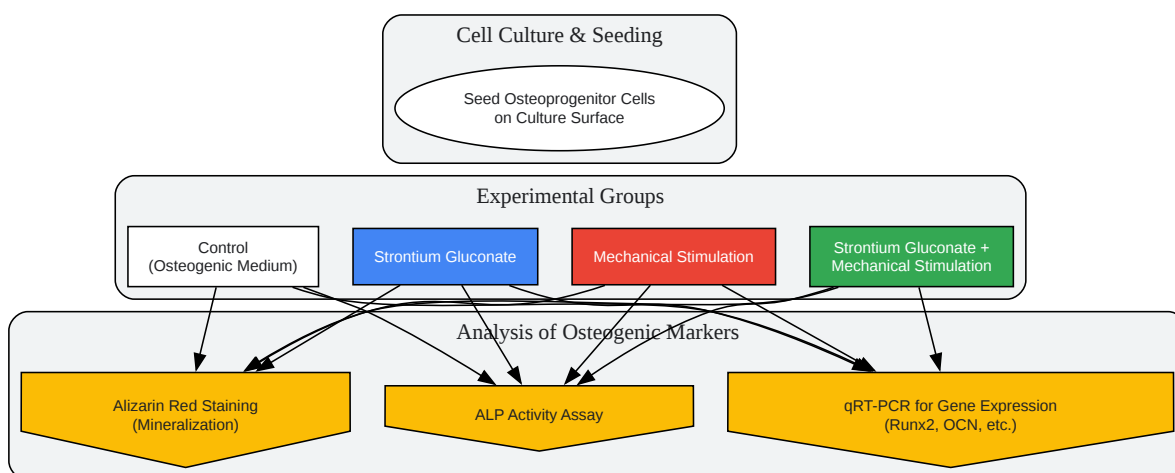 Cell Culture & Seeding
Seed Osteoprogenitor Cells
on Culture Surface
Experimental Groups
Control
(Osteogenic Medium)
Strontium Gluconate
Mechanical Stimulation
Strontium Gluconate +
Mechanical Stimulation
Analysis of Osteogenic Markers
Alizarin Red Staining
(Mineralization)
ALP Activity Assay
qRT-PCR for Gene Expression
(Runx2, OCN, etc.)